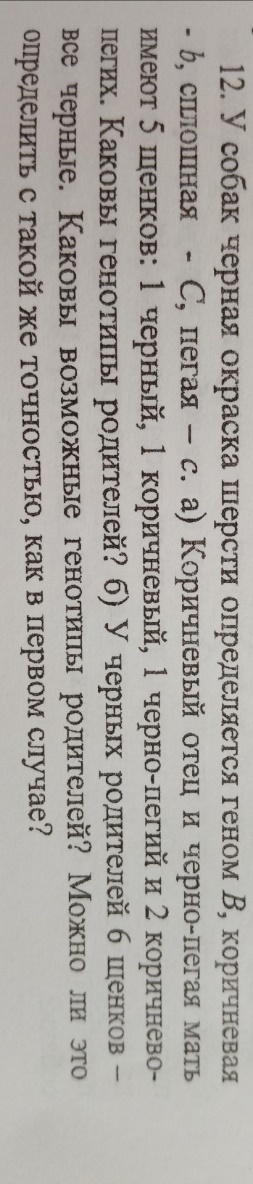 12. У собак черная окраска шерсти определяется геном B, коричневая
- b, сплошная - C, пегая – c. а) Коричневый отец и черно-пегая мать
имеют 5 щенков: 1 черный, 1 коричневый, 1 черно-пегий и 2 коричнево-
пегих. Каковы генотипы родителей? б) У черных родителей 6 щенков –
все черные. Каковы возможные генотипы родителей? Можно ли это
определить с такой же точностью, как в первом случае?